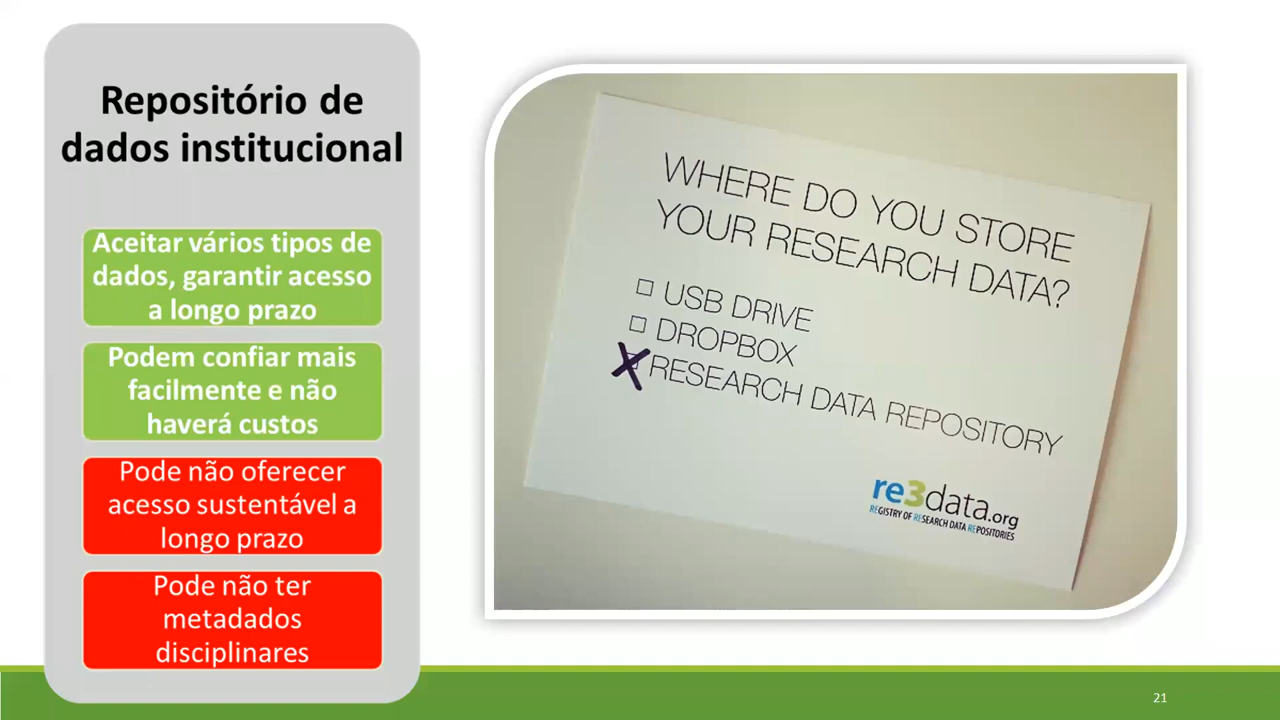 Repositório de
dados institucional
Aceitar vários tipos de
dados, garantir acesso
a longo prazo
Podem confiar mais
facilmente e não
haverá custos
Pode não oferecer
acesso sustentável a
longo prazo
Pode não ter
metadados
disciplinares
WHERE DO YOU STORE
YOUR RESEARCH DATA?
USB DRIVE
DROPBOX
RESEARCH DATA REPOSITORY
re3data.org
REGISTRY OF RESEARCH DATA REPOSITORIES
21